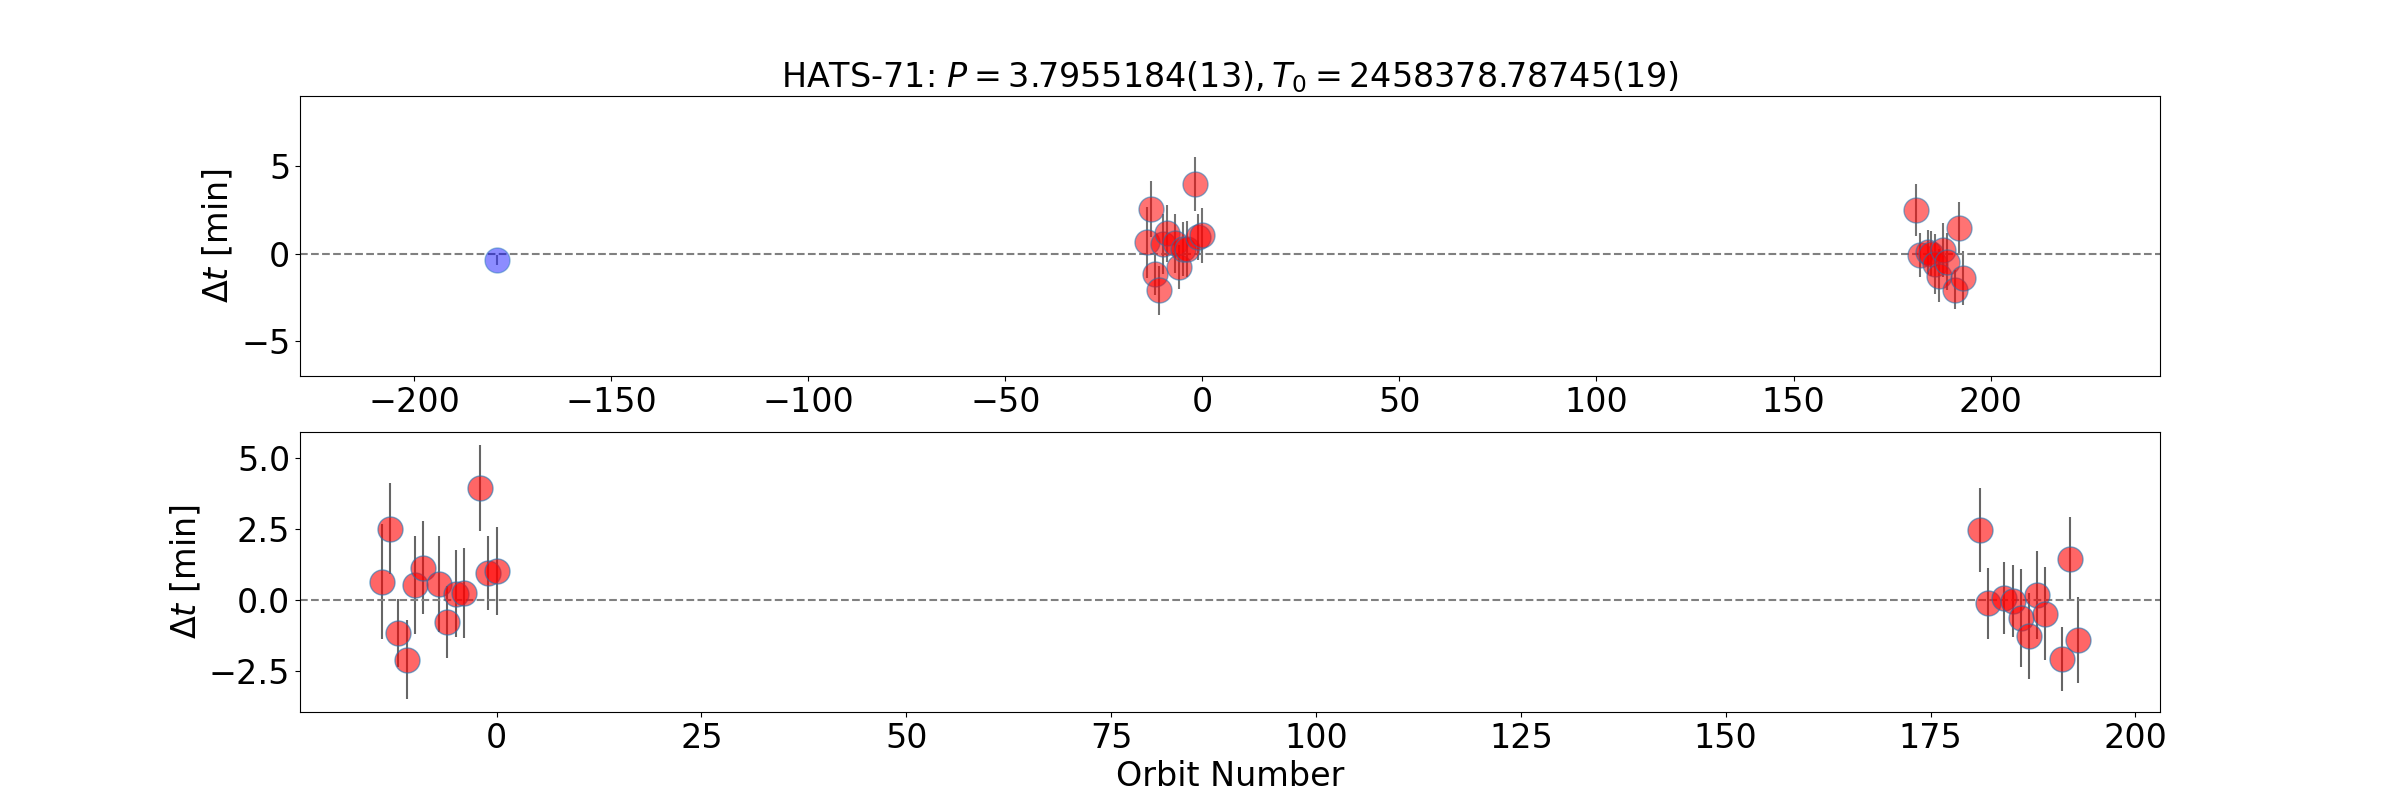 HATS-71: P = 3.7955184(13), T₀ = 2458378.78745(19)
Δt [min]
5
0
−5
−200 −150 −100 −50 0 50 100 150 200
Δt [min]
5.0
2.5
0.0
−2.5
0 25 50 75 100 125 150 175 200
Orbit Number